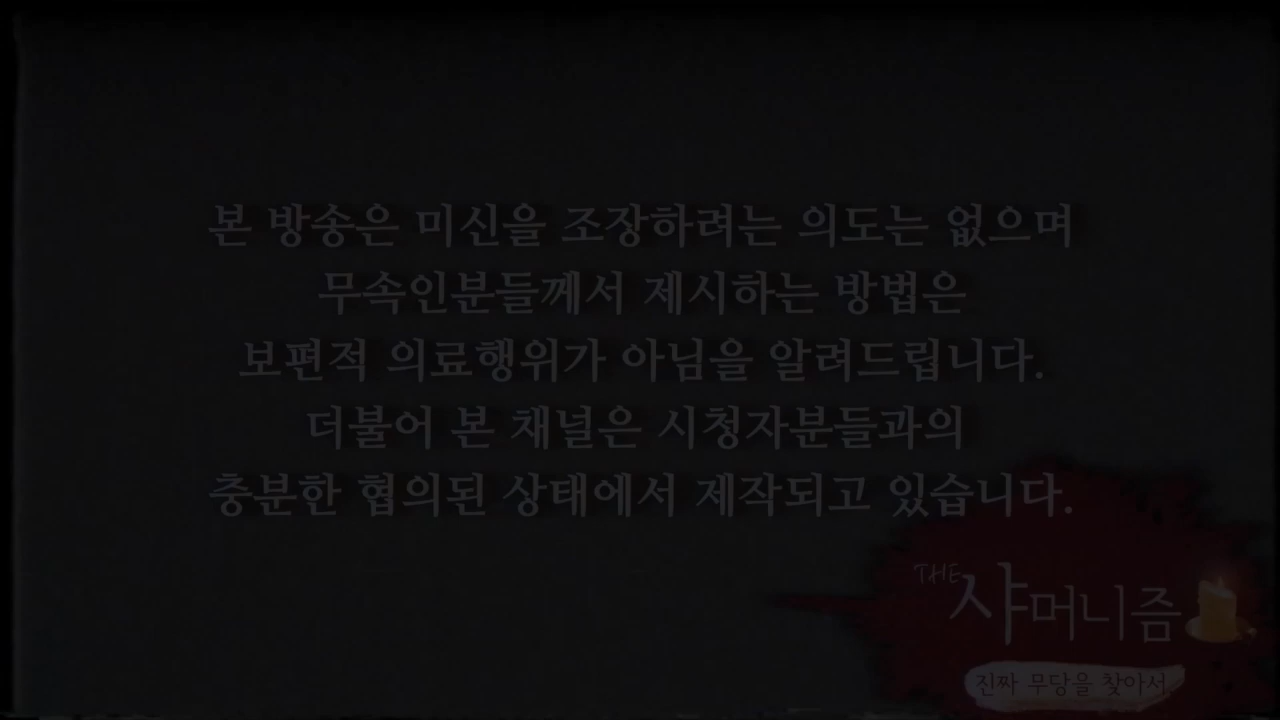 본 방송은 미신을 조장하려는 의도는 없으며
무속인분들께서 제시하는 방법은
보편적 의료행위가 아님을 알려드립니다.
더불어 본 채널은 시청자분들과의
충분한 협의된 상태에서 제작되고 있습니다.
THE 샤머니즘
진짜 무당을 찾아서